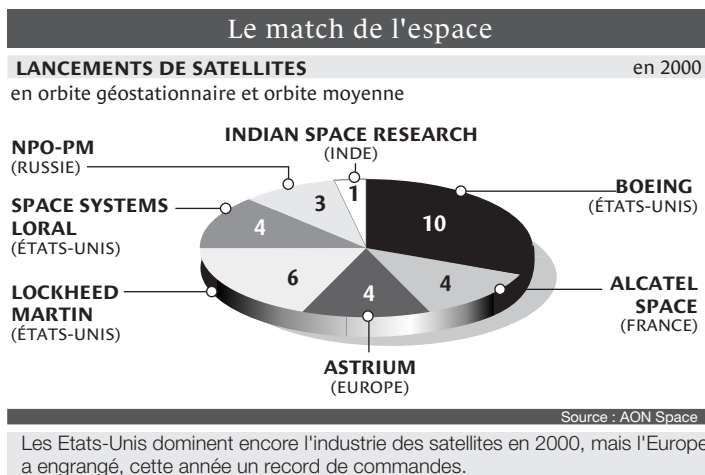 Le match de l'espace
LANCEMENTS DE SATELLITES en 2000
en orbite géostationnaire et orbite moyenne
INDIAN SPACE RESEARCH
(INDE)
NPO-PM
(RUSSIE)
BOEING
(ÉTATS-UNIS)
SPACE SYSTEMS
LORAL
(ÉTATS-UNIS)
1
3
4
10
6
4
4
LOCKHEED
MARTIN
(ÉTATS-UNIS)
ALCATEL
SPACE
(FRANCE)
ASTRIUM
(EUROPE)
Source : AON Space
Les Etats-Unis dominent encore l'industrie des satellites en 2000, mais l'Europe
a engrangé, cette année un record de commandes.